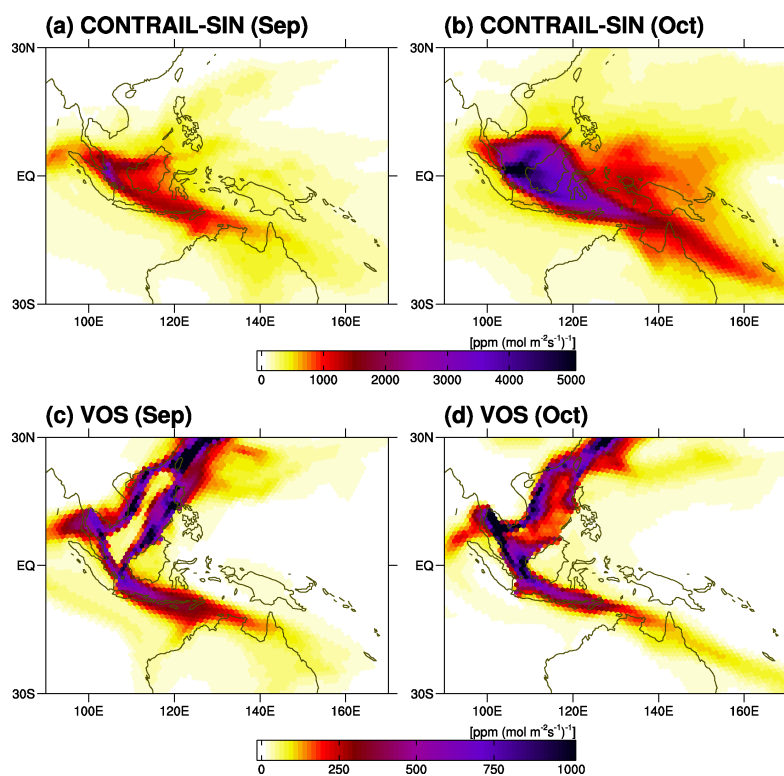 (a) CONTRAIL-SIN (Sep)
(b) CONTRAIL-SIN (Oct)
30N
EQ
EQ
30S
30S
100E 120E 140E 160E
100E 120E 140E 160E
[ppm (mol m⁻²s⁻¹)⁻¹]
0 1000 2000 3000 4000 5000
(c) VOS (Sep)
(d) VOS (Oct)
30N
30N
EQ
EQ
30S
30S
100E 120E 140E 160E
100E 120E 140E 160E
[ppm (mol m⁻²s⁻¹)⁻¹]
0 250 500 750 1000